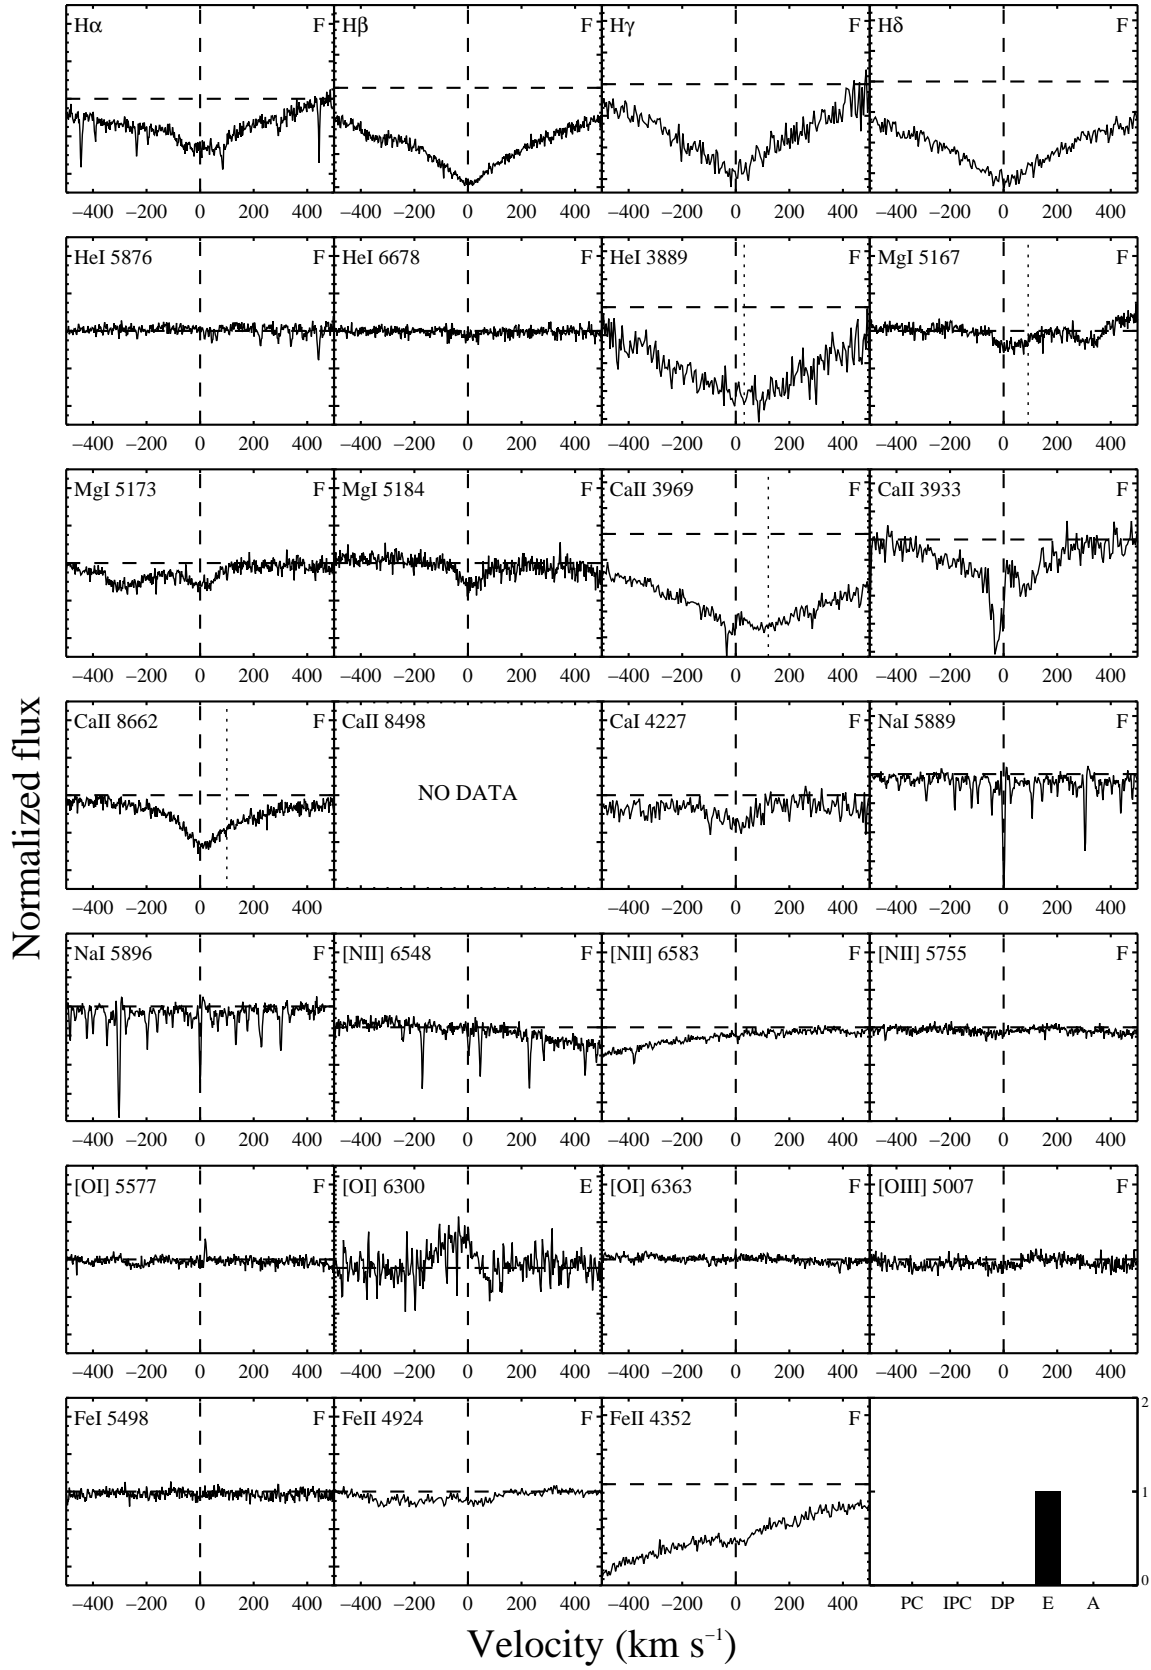 Hα F Hβ F Hγ F Hδ F
−400 −200 0 200 400 −400 −200 0 200 400 −400 −200 0 200 400 −400 −200 0 200 400
HeI 5876 F HeI 6678 F HeI 3889 F MgI 5167 F
−400 −200 0 200 400 −400 −200 0 200 400 −400 −200 0 200 400 −400 −200 0 200 400
MgI 5173 F MgI 5184 F CaII 3969 F CaII 3933 F
−400 −200 0 200 400 −400 −200 0 200 400 −400 −200 0 200 400 −400 −200 0 200 400
CaII 8662 F CaII 8498 CaI 4227 F NaI 5889 F
NO DATA
−400 −200 0 200 400 −400 −200 0 200 400 −400 −200 0 200 400
Normalized flux
NaI 5896 F [NII] 6548 F [NII] 6583 F [NII] 5755 F
−400 −200 0 200 400 −400 −200 0 200 400 −400 −200 0 200 400 −400 −200 0 200 400
[OI] 5577 F [OI] 6300 E [OI] 6363 F [OIII] 5007 F
−400 −200 0 200 400 −400 −200 0 200 400 −400 −200 0 200 400 −400 −200 0 200 400
FeI 5498 F FeII 4924 F FeII 4352 F
2
1
0
−400 −200 0 200 400 −400 −200 0 200 400 −400 −200 0 200 400 PC IPC DP E A
Velocity (km s⁻¹)